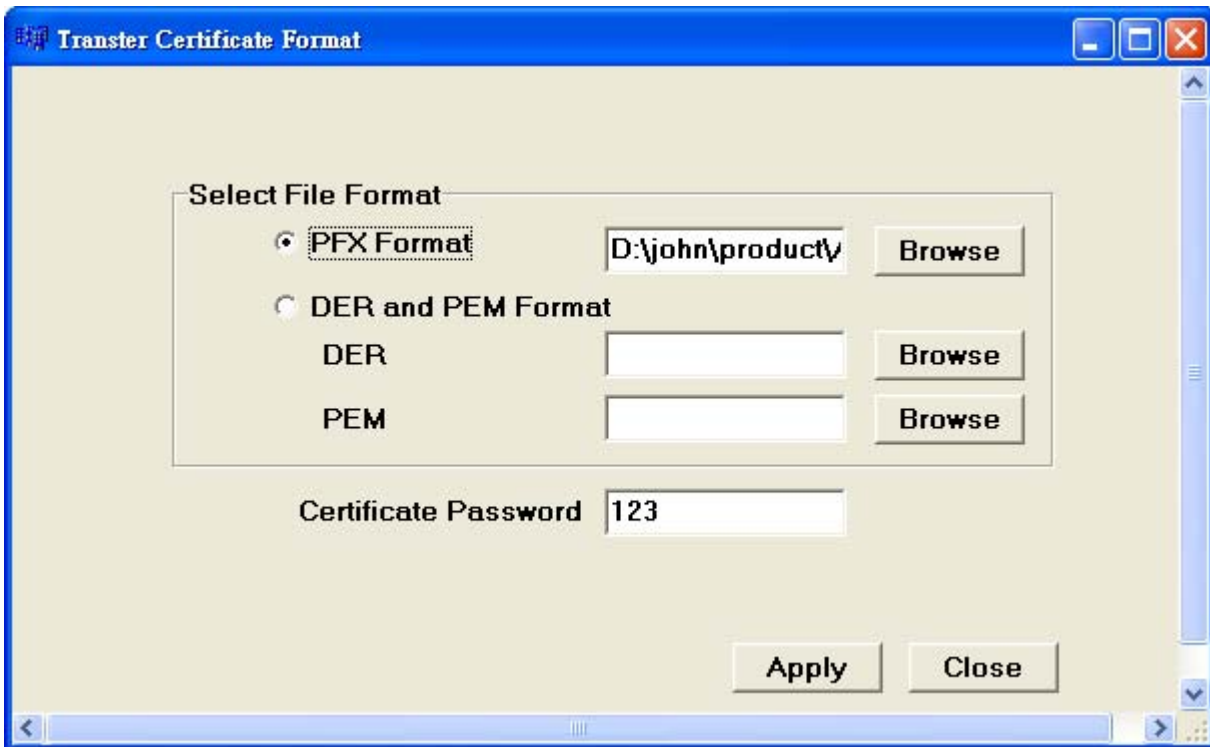 Transter Certificate Format
Select File Format
PFX Format D:\john\product\ Browse
DER and PEM Format
DER Browse
PEM Browse
Certificate Password 123
Apply Close